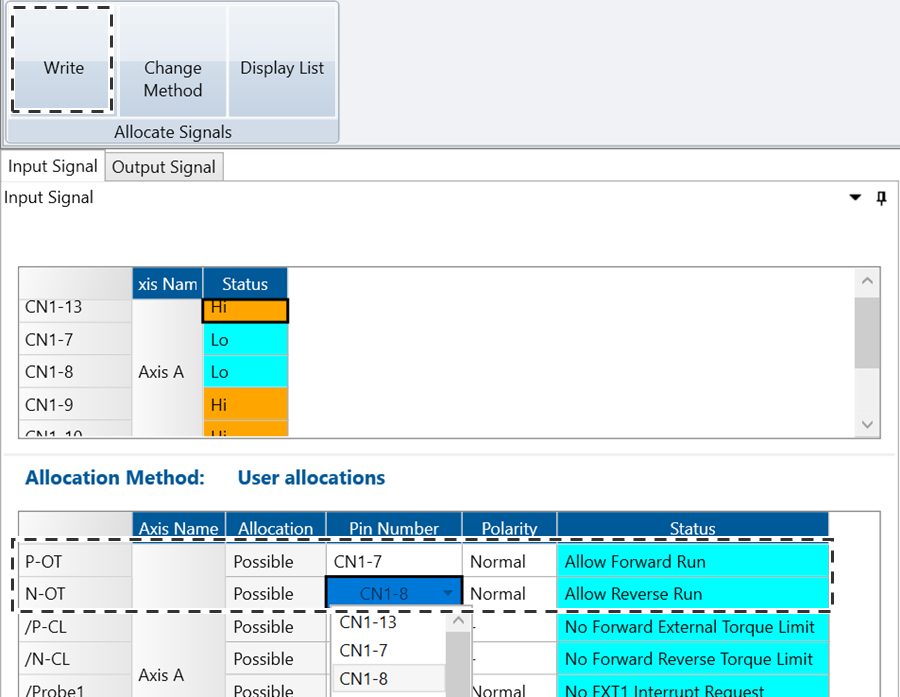 Write
Change
Method
Display List
Allocate Signals
Input Signal
Output Signal
Input Signal
xis Nam Status
CN1-13 Hi
CN1-7 Lo
CN1-8 Axis A Lo
CN1-9 Hi
CN1-10 Hi
Allocation Method: User allocations
Axis Name Allocation Pin Number Polarity Status
P-OT Possible CN1-7 Normal Allow Forward Run
N-OT Possible CN1-8 Normal Allow Reverse Run
/P-CL Possible CN1-13 - No Forward External Torque Limit
/N-CL Possible CN1-7 - No Forward Reverse Torque Limit
Axis A CN1-8
/Probe1 Possible Normal No EXT1 Interrupt Request